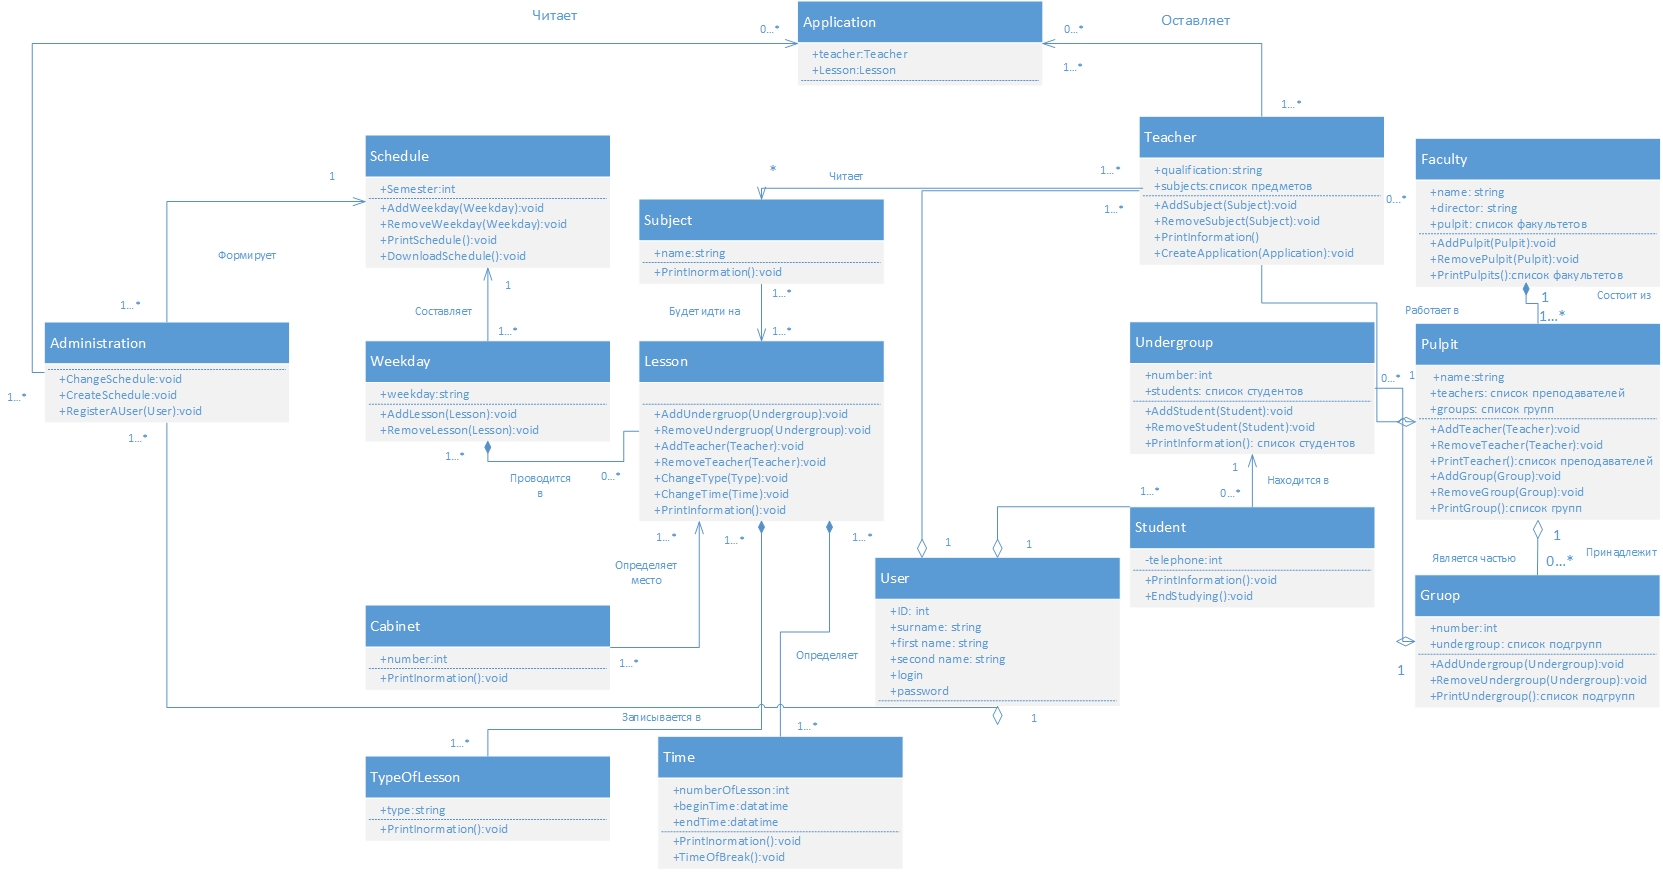 Читает
Оставляет
Application
+teacher:Teacher
+Lesson:Lesson
0...*
0...*
1...*
1...*
Schedule
+Semester:int
+AddWeekday(Weekday):void
+RemoveWeekday(Weekday):void
+PrintSchedule():void
+DownloadSchedule():void
1
Формирует
1...*
Administration
+ChangeSchedule:void
+CreateSchedule:void
+RegisterAUser(User):void
1...*
1...*
*
Читает
1...*
1...*
Subject
+name:string
+PrintInormation():void
Teacher
+qualification:string
+subjects:список предметов
+AddSubject(Subject):void
+RemoveSubject(Subject):void
+PrintInformation()
+CreateApplication(Application):void
0...*
Faculty
+name: string
+director: string
+pulpit: список факультетов
+AddPulpit(Pulpit):void
+RemovePulpit(Pulpit):void
+PrintPulpits():список факультетов
1
Состоит из
Работает в
1...*
1
Составляет
1...*
1...*
Будет идти на
1...*
Weekday
+weekday:string
+AddLesson(Lesson):void
+RemoveLesson(Lesson):void
1...*
Проводится
в
0...*
Lesson
+AddUndergruop(Undergroup):void
+RemoveUndergruop(Undergroup):void
+AddTeacher(Teacher):void
+RemoveTeacher(Teacher):void
+ChangeType(Type):void
+ChangeTime(Time):void
+PrintInformation():void
1...*
1...*
1...*
Undergroup
+number:int
+students: список студентов
+AddStudent(Student):void
+RemoveStudent(Student):void
+PrintInformation(): список студентов
0...*
1
Pulpit
+name:string
+teachers: список преподавателей
+groups: список групп
+AddTeacher(Teacher):void
+RemoveTeacher(Teacher):void
+PrintTeacher():список преподавателей
+AddGroup(Group):void
+RemoveGroup(Group):void
+PrintGroup():список групп
1
0...*
Находится в
1...*
Student
-telephone:int
+PrintInformation():void
+EndStudying():void
1
Является частью
Принадлежит
0...*
Gruop
+number:int
+undergroup: список подгрупп
+AddUndergroup(Undergroup):void
+RemoveUndergroup(Undergroup):void
+PrintUndergroup():список подгрупп
1
Определяет
место
Cabinet
+number:int
+PrintInormation():void
1...*
1
1
User
+ID: int
+surname: string
+first name: string
+second name: string
+login
+password
1
Определяет
Записывается в
1...*
1...*
TypeOfLesson
+type:string
+PrintInormation():void
Time
+numberOfLesson:int
+beginTime:datatime
+endTime:datatime
+PrintInormation():void
+TimeOfBreak():void